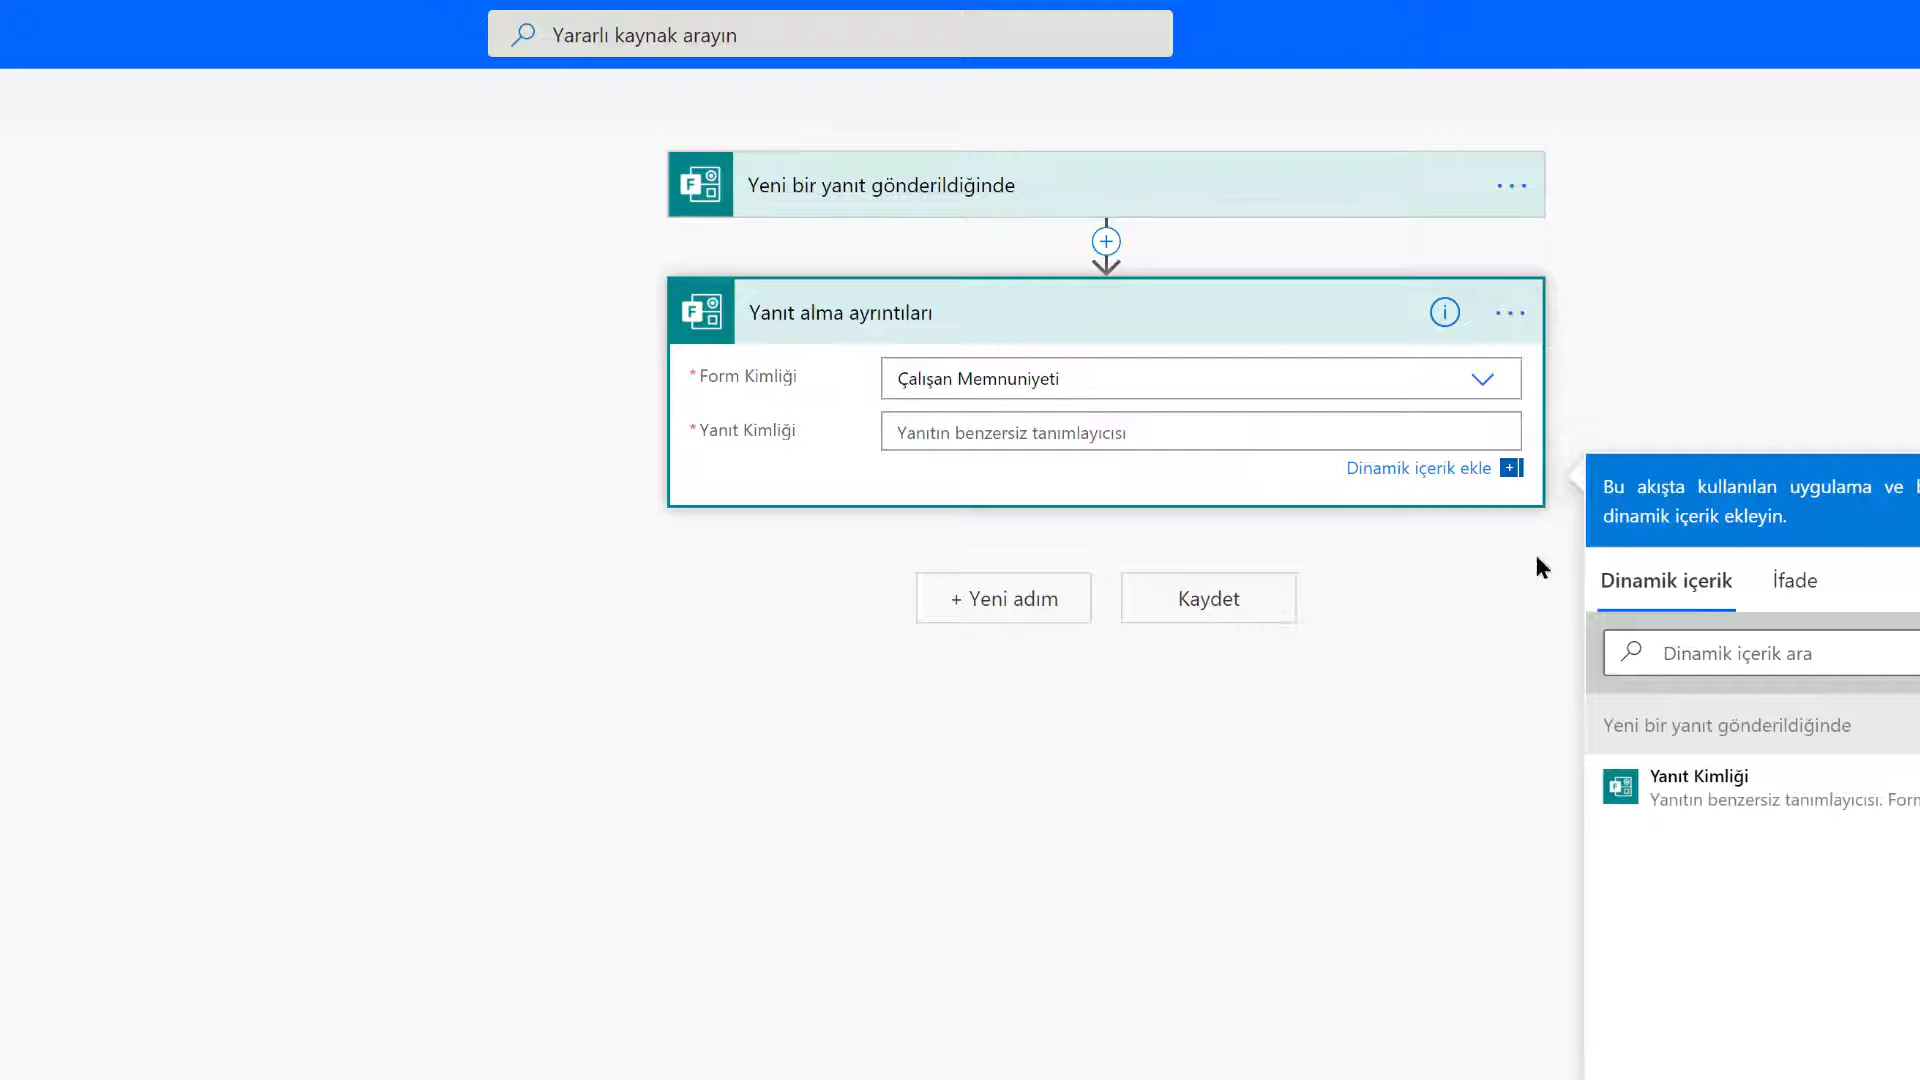 Yararlı kaynak arayın
Yeni bir yanıt gönderildiğinde
Yanıt alma ayrıntıları
* Form Kimliği
Çalışan Memnuniyeti
* Yanıt Kimliği
Yanıtın benzersiz tanımlayıcısı
Dinamik içerik ekle
+ Yeni adım
Kaydet
Bu akışta kullanılan uygulama ve
dinamik içerik ekleyin.
Dinamik içerik
İfade
Dinamik içerik ara
Yeni bir yanıt gönderildiğinde
Yanıt Kimliği
Yanıtın benzersiz tanımlayıcısı. Form